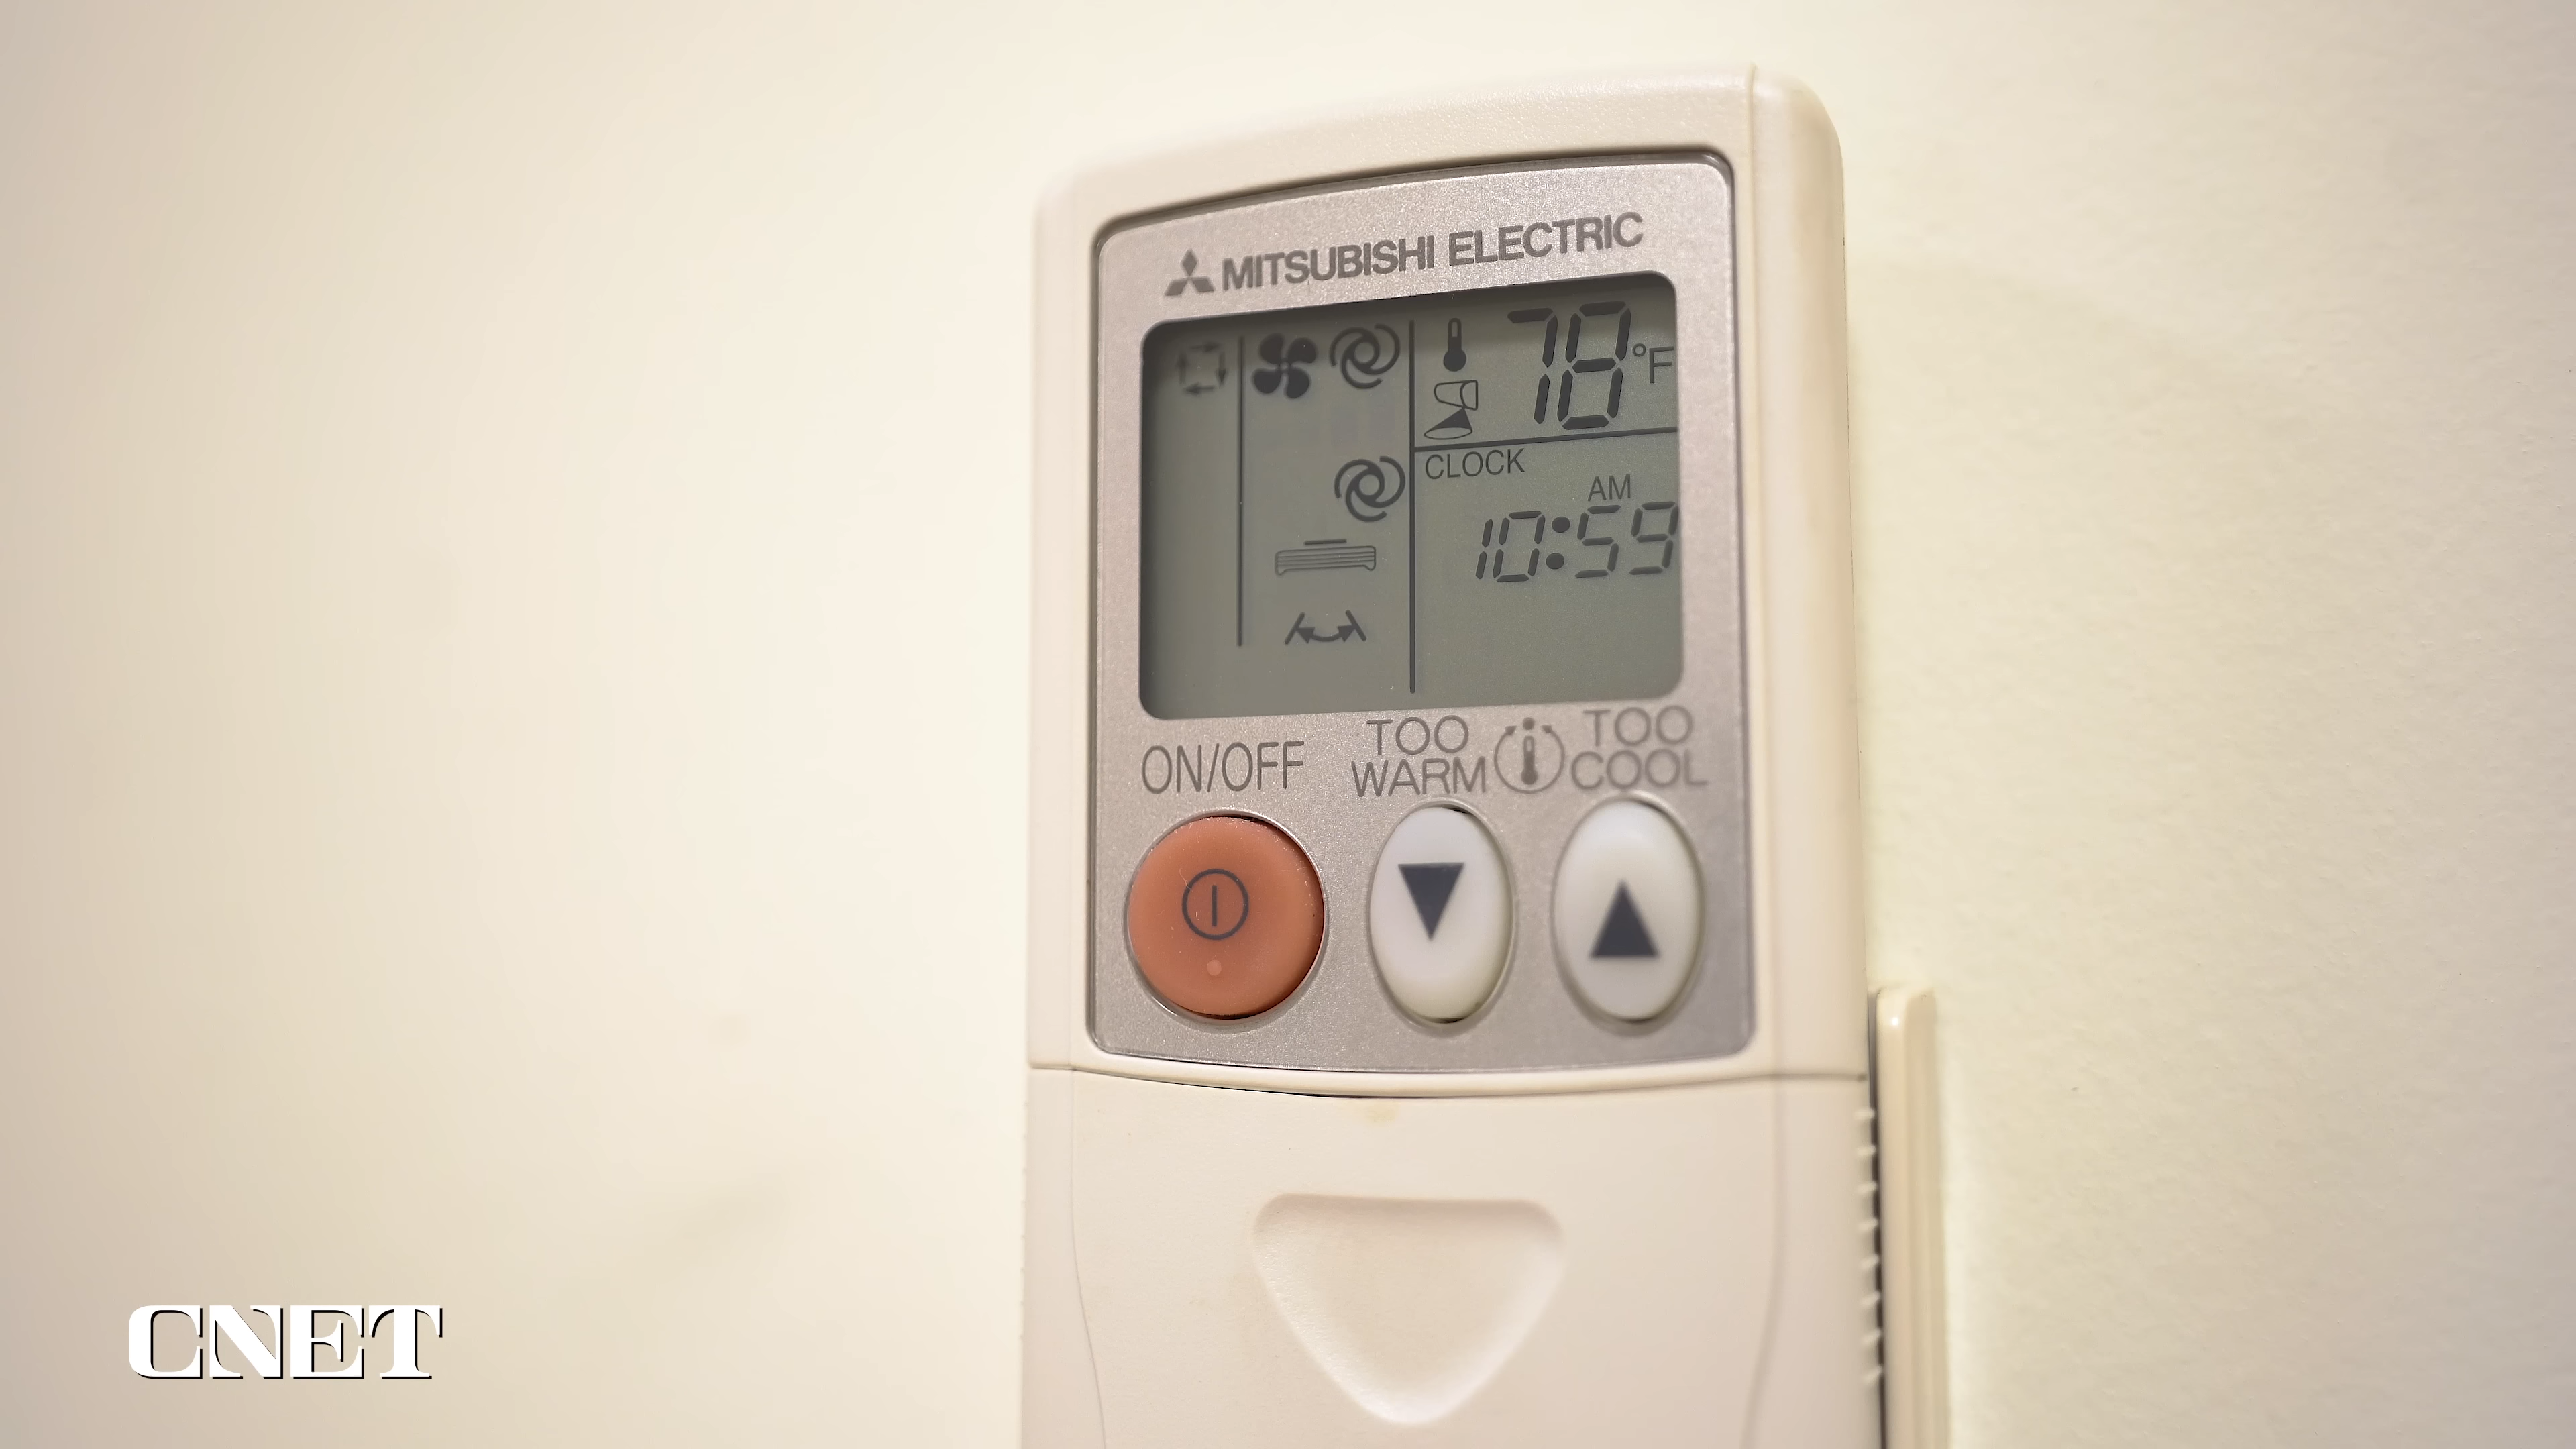 MITSUBISHI ELECTRIC
78°F
CLOCK
AM
10:59
ON/OFF
TOO WARM
TOO COOL
CNET